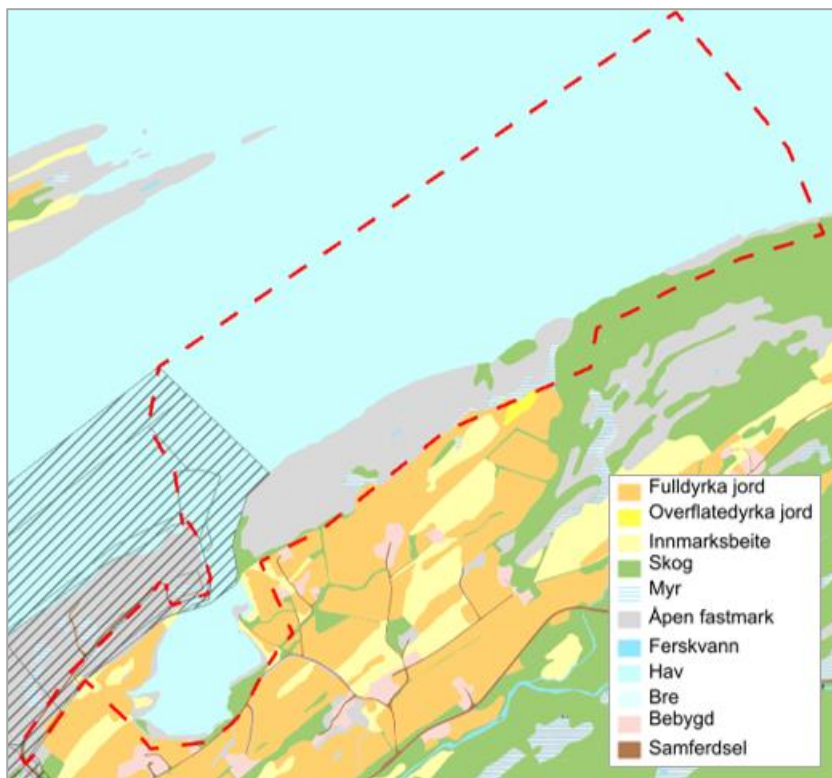 Fulldyrka jord
Overflatedyrka jord
Innmarksbeite
Skog
Myr
Åpen fastmark
Ferskvann
Hav
Bre
Bebygd
Samferdsel